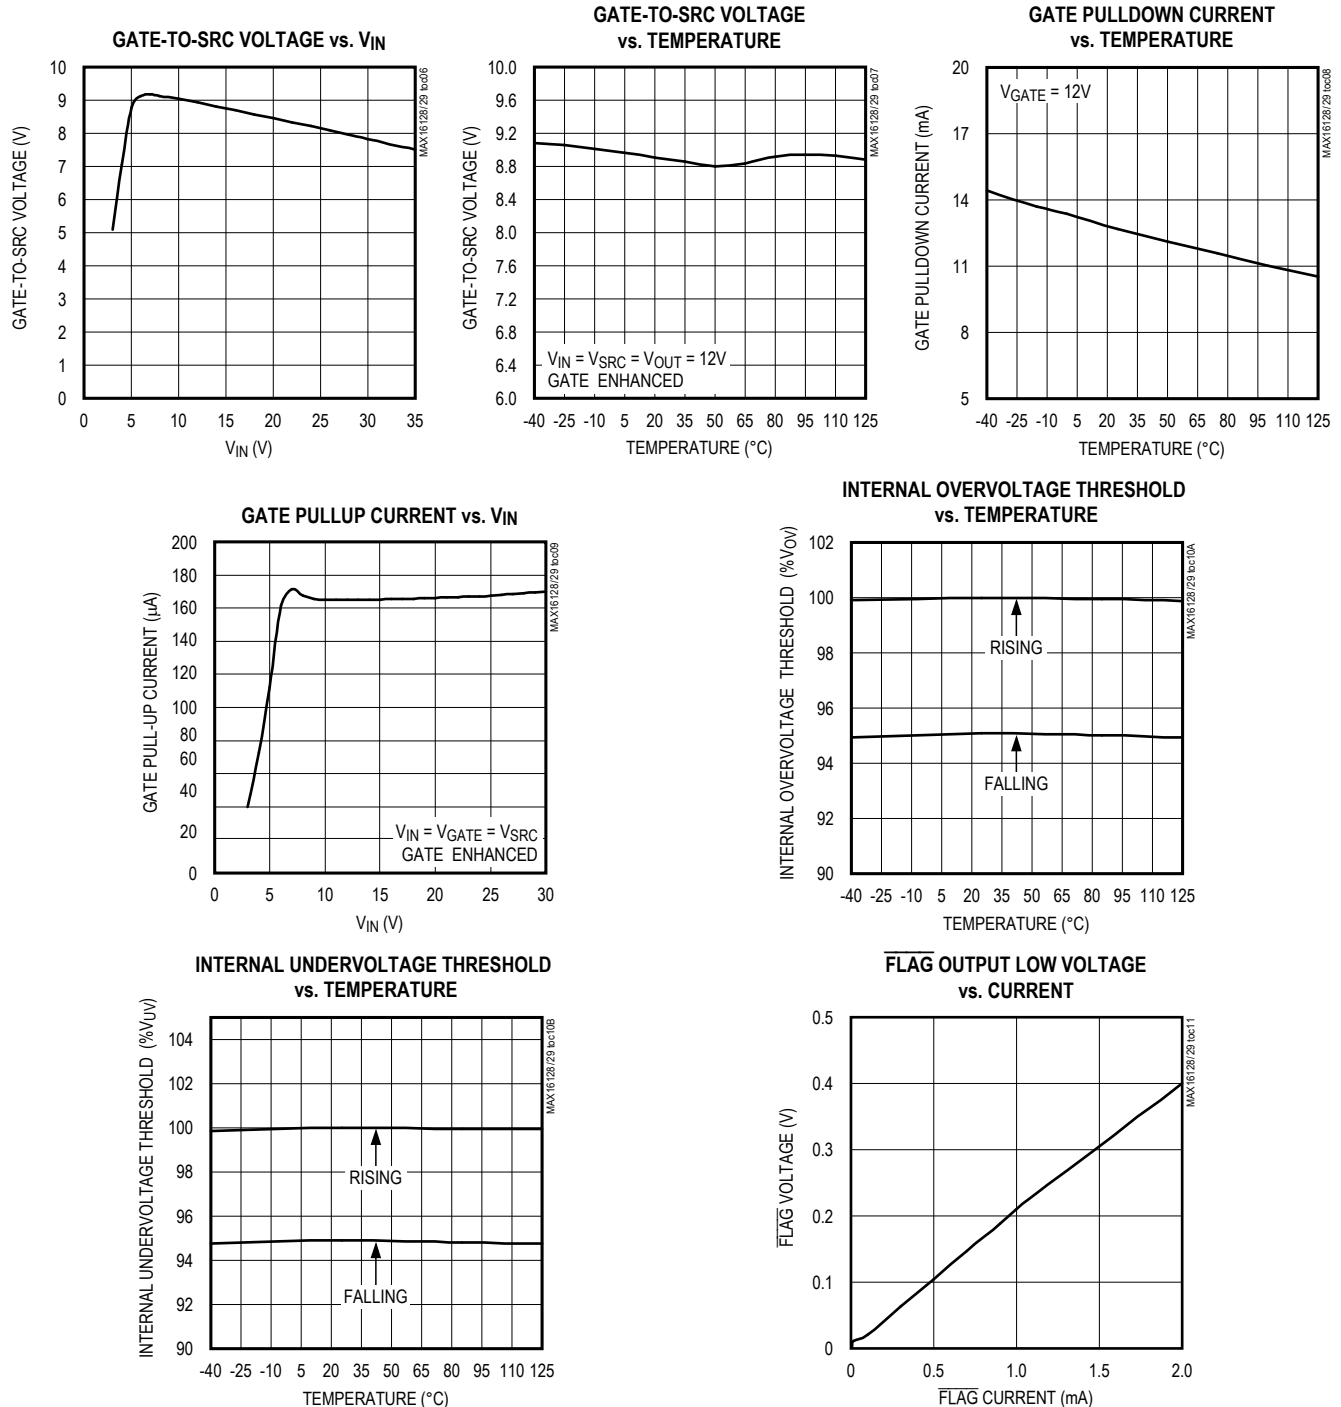 GATE-TO-SRC VOLTAGE vs. VIN
10
9
8
7
6
5
4
3
2
1
0
0 5 10 15 20 25 30 35
GATE-TO-SRC VOLTAGE (V)
VIN (V)
MAX16128/29 toc06
GATE-TO-SRC VOLTAGE
vs. TEMPERATURE
10.0
9.6
9.2
8.8
8.4
8.0
7.6
7.2
6.8
6.4
6.0
VIN = VSRC = VOUT = 12V
GATE ENHANCED
-40 -25 -10 5 20 35 50 65 80 95 110 125
GATE-TO-SRC VOLTAGE (V)
TEMPERATURE (°C)
MAX16128/29 toc07
GATE PULLDOWN CURRENT
vs. TEMPERATURE
VGATE = 12V
20
17
14
11
8
5
-40 -25 -10 5 20 35 50 65 80 95 110 125
GATE PULLDOWN CURRENT (mA)
TEMPERATURE (°C)
MAX16128/29 toc08
GATE PULLUP CURRENT vs. VIN
200
180
160
140
120
100
80
60
40
20
0
VIN = VGATE = VSRC
GATE ENHANCED
0 5 10 15 20 25 30
GATE PULL-UP CURRENT (µA)
VIN (V)
MAX16128/29 toc09
INTERNAL OVERVOLTAGE THRESHOLD
vs. TEMPERATURE
102
100
98
96
94
92
90
RISING
FALLING
-40 -25 -10 5 20 35 50 65 80 95 110 125
INTERNAL OVERVOLTAGE THRESHOLD (%VOV)
TEMPERATURE (°C)
MAX16128/29 toc10A
INTERNAL UNDERVOLTAGE THRESHOLD
vs. TEMPERATURE
104
102
100
98
96
94
92
90
RISING
FALLING
-40 -25 -10 5 20 35 50 65 80 95 110 125
INTERNAL UNDERVOLTAGE THRESHOLD (%VUV)
TEMPERATURE (°C)
MAX16128/29 toc10B
FLAG OUTPUT LOW VOLTAGE
vs. CURRENT
0.5
0.4
0.3
0.2
0.1
0
0 0.5 1.0 1.5 2.0
FLAG VOLTAGE (V)
FLAG CURRENT (mA)
MAX16128/29 toc11